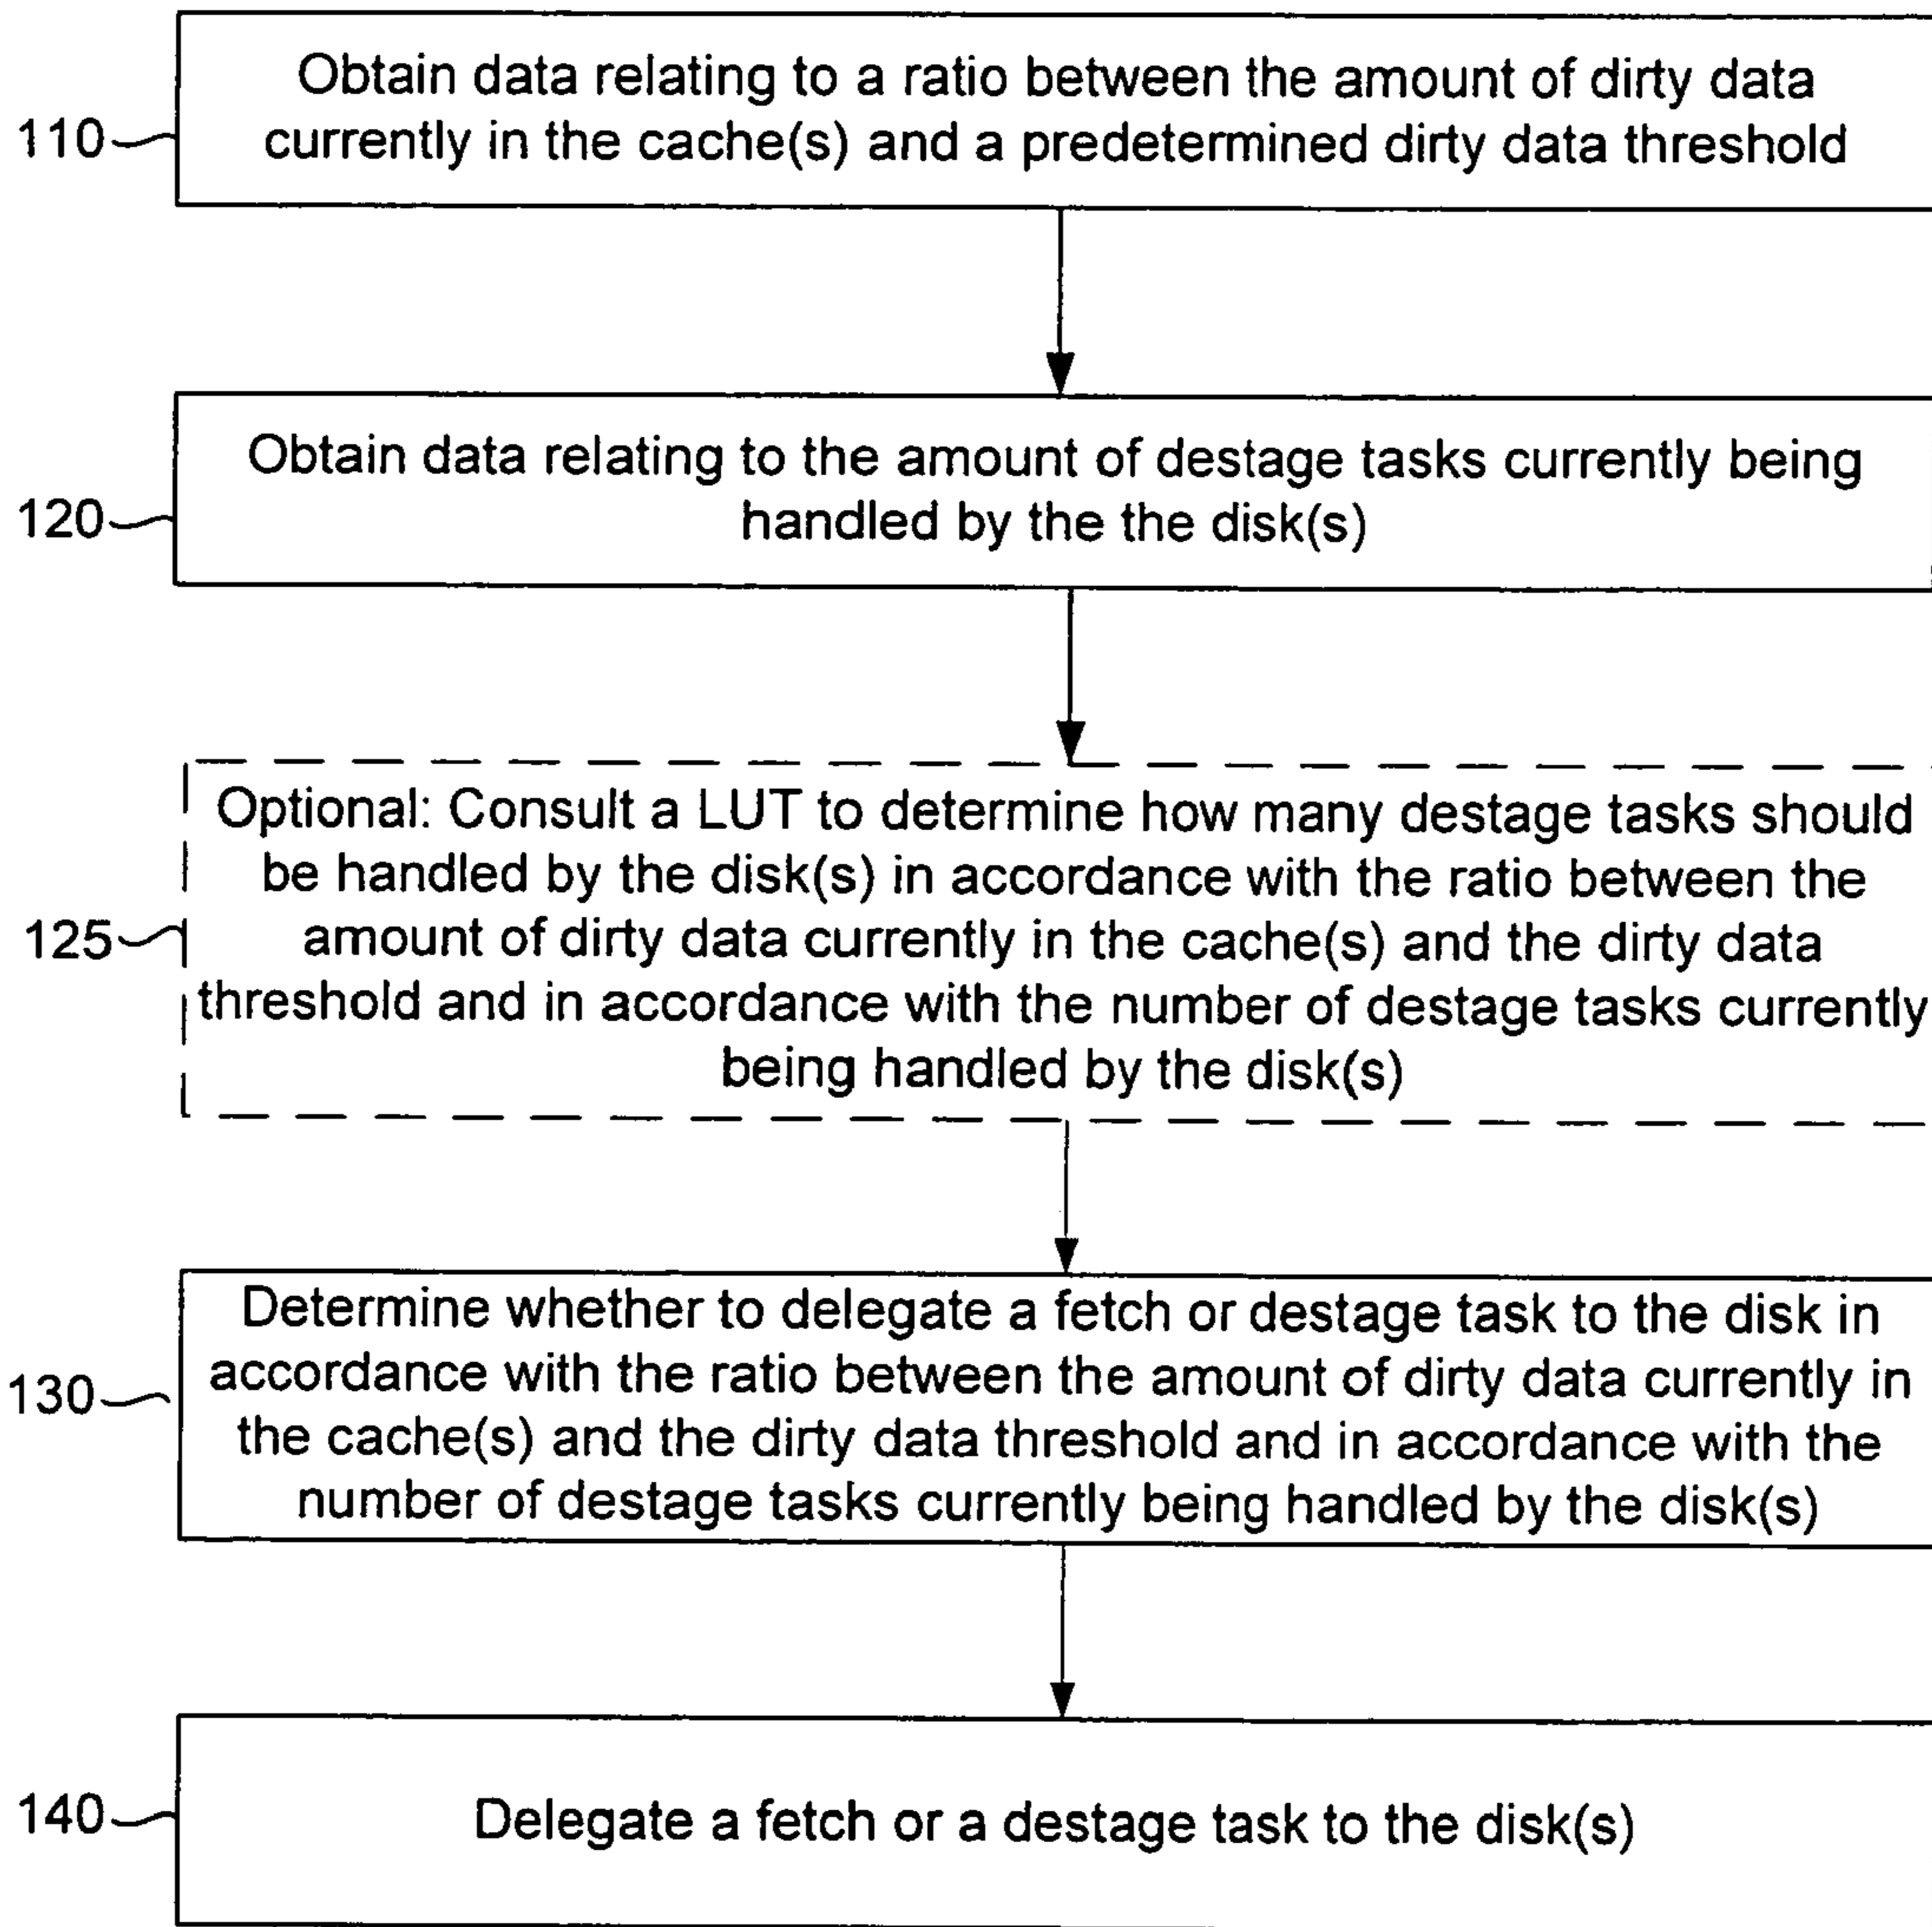 Obtain data relating to a ratio between the amount of dirty data
110 currently in the cache(s) and a predetermined dirty data threshold
Obtain data relating to the amount of destage tasks currently being
120 handled by the the disk(s)
Optional: Consult a LUT to determine how many destage tasks should
be handled by the disk(s) in accordance with the ratio between the
125 amount of dirty data currently in the cache(s) and the dirty data
threshold and in accordance with the number of destage tasks currently
being handled by the disk(s)
Determine whether to delegate a fetch or destage task to the disk in
130 accordance with the ratio between the amount of dirty data currently in
the cache(s) and the dirty data threshold and in accordance with the
number of destage tasks currently being handled by the disk(s)
140 Delegate a fetch or a destage task to the disk(s)